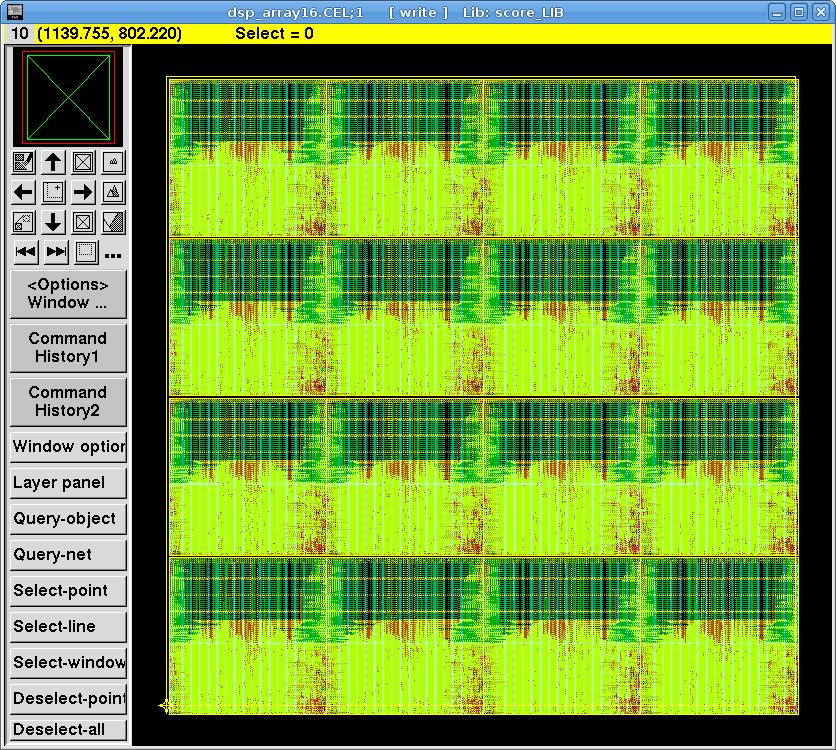 dsp_array16.CEL;1 [ write ] Lib: score_LIB
10 (1139.755, 802.220) Select = 0
...
<Options>
Window ...
Command
History1
Command
History2
Window option
Layer panel
Query-object
Query-net
Select-point
Select-line
Select-window
Deselect-point
Deselect-all